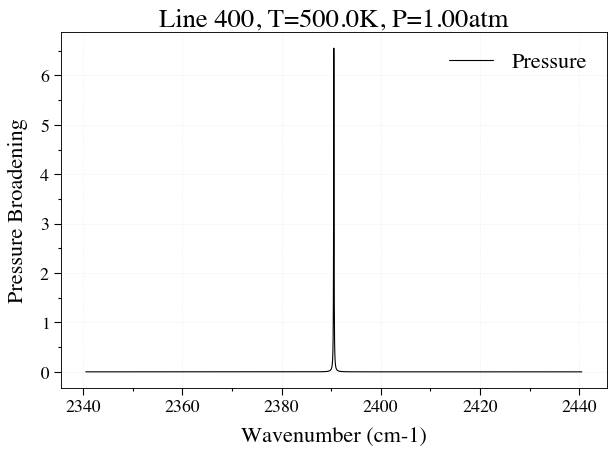 Line 400, T=500.0K, P=1.00atm
Pressure
Pressure Broadening
6
5
4
3
2
1
0
2340 2360 2380 2400 2420 2440
Wavenumber (cm-1)